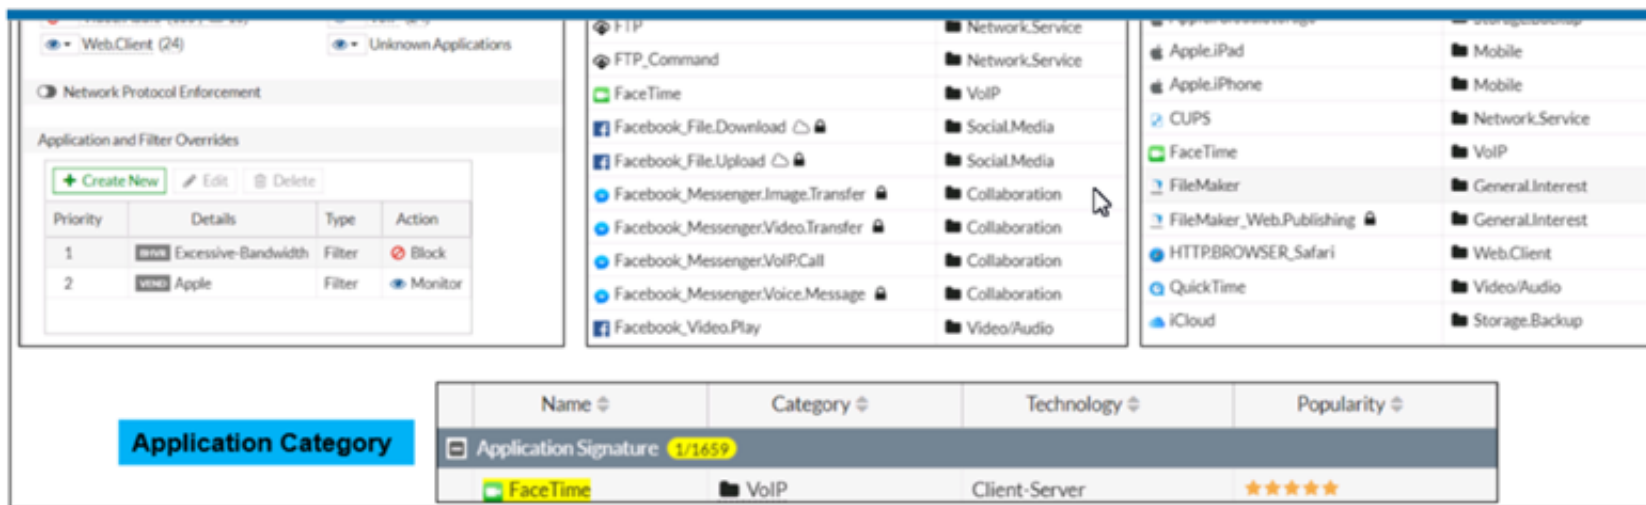 Web.Client (24)
Unknown Applications
Network Protocol Enforcement
Application and Filter Overrides
+ Create New Edit Delete
Priority Details Type Action
1 Excessive-Bandwidth Filter Block
2 Apple Filter Monitor
FTP Network.Service
FTP_Command Network.Service
FaceTime VoIP
Facebook_File.Download Social.Media
Facebook_File.Upload Social.Media
Facebook_Messenger.Image.Transfer Collaboration
Facebook_Messenger.Video.Transfer Collaboration
Facebook_Messenger.VoIP.Call Collaboration
Facebook_Messenger.Voice.Message Collaboration
Facebook_Video.Play Video/Audio
Apple.iPad Mobile
Apple.iPhone Mobile
CUPS Network.Service
FaceTime VoIP
FileMaker General.Interest
FileMaker_Web.Publishing General.Interest
HTTP.BROWSER_Safari Web.Client
QuickTime Video/Audio
iCloud Storage.Backup
Application Category
Name Category Technology Popularity
Application Signature 1/1659
FaceTime VoIP Client-Server